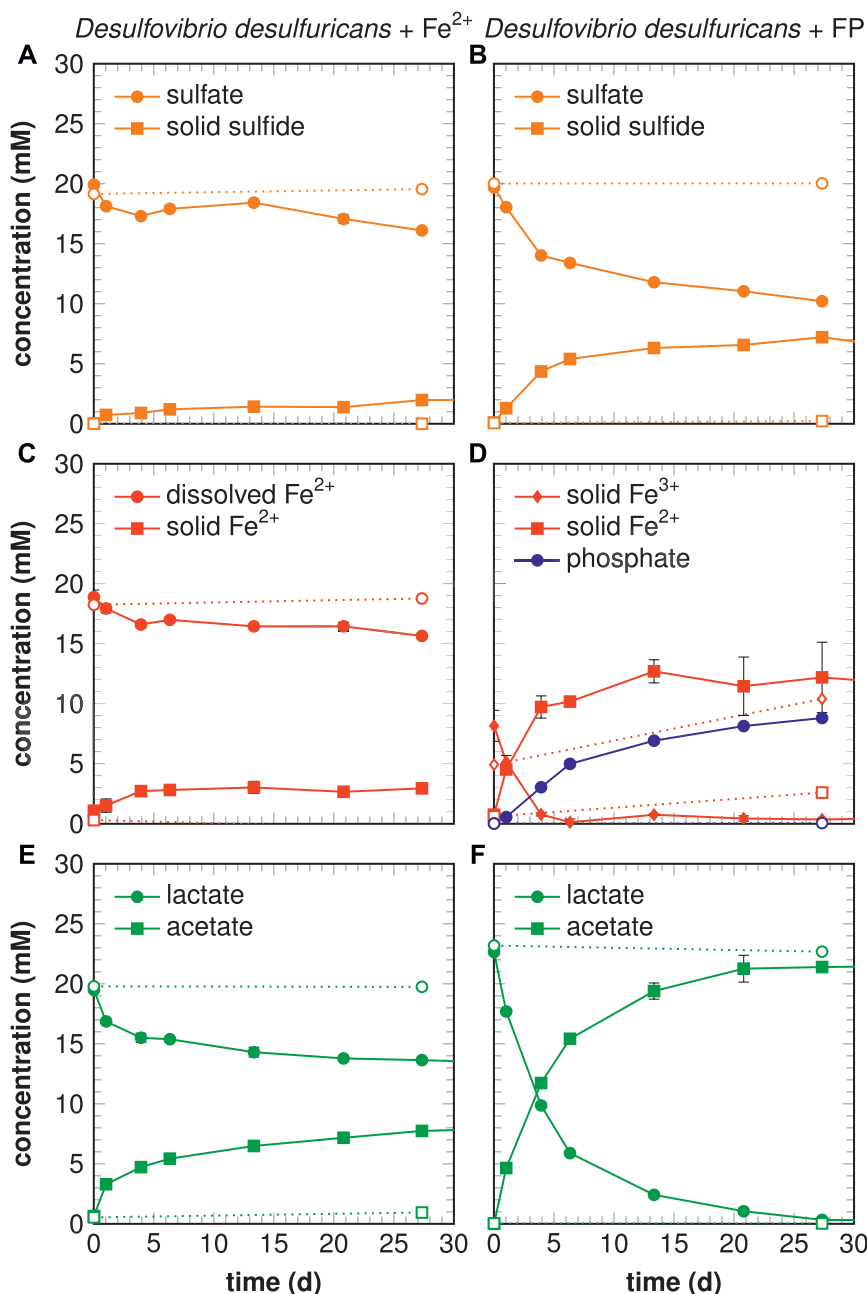 Desulfovibrio desulfuricans + Fe²⁺ Desulfovibrio desulfuricans + FP
A
B
30
25
20
15
10
5
0
concentration (mM)
sulfate
solid sulfide
sulfate
solid sulfide
C
D
30
25
20
15
10
5
0
concentration (mM)
dissolved Fe²⁺
solid Fe²⁺
solid Fe³⁺
solid Fe²⁺
phosphate
E
F
30
25
20
15
10
5
0
concentration (mM)
lactate
acetate
lactate
acetate
0 5 10 15 20 25 30 0 5 10 15 20 25 30
time (d) time (d)